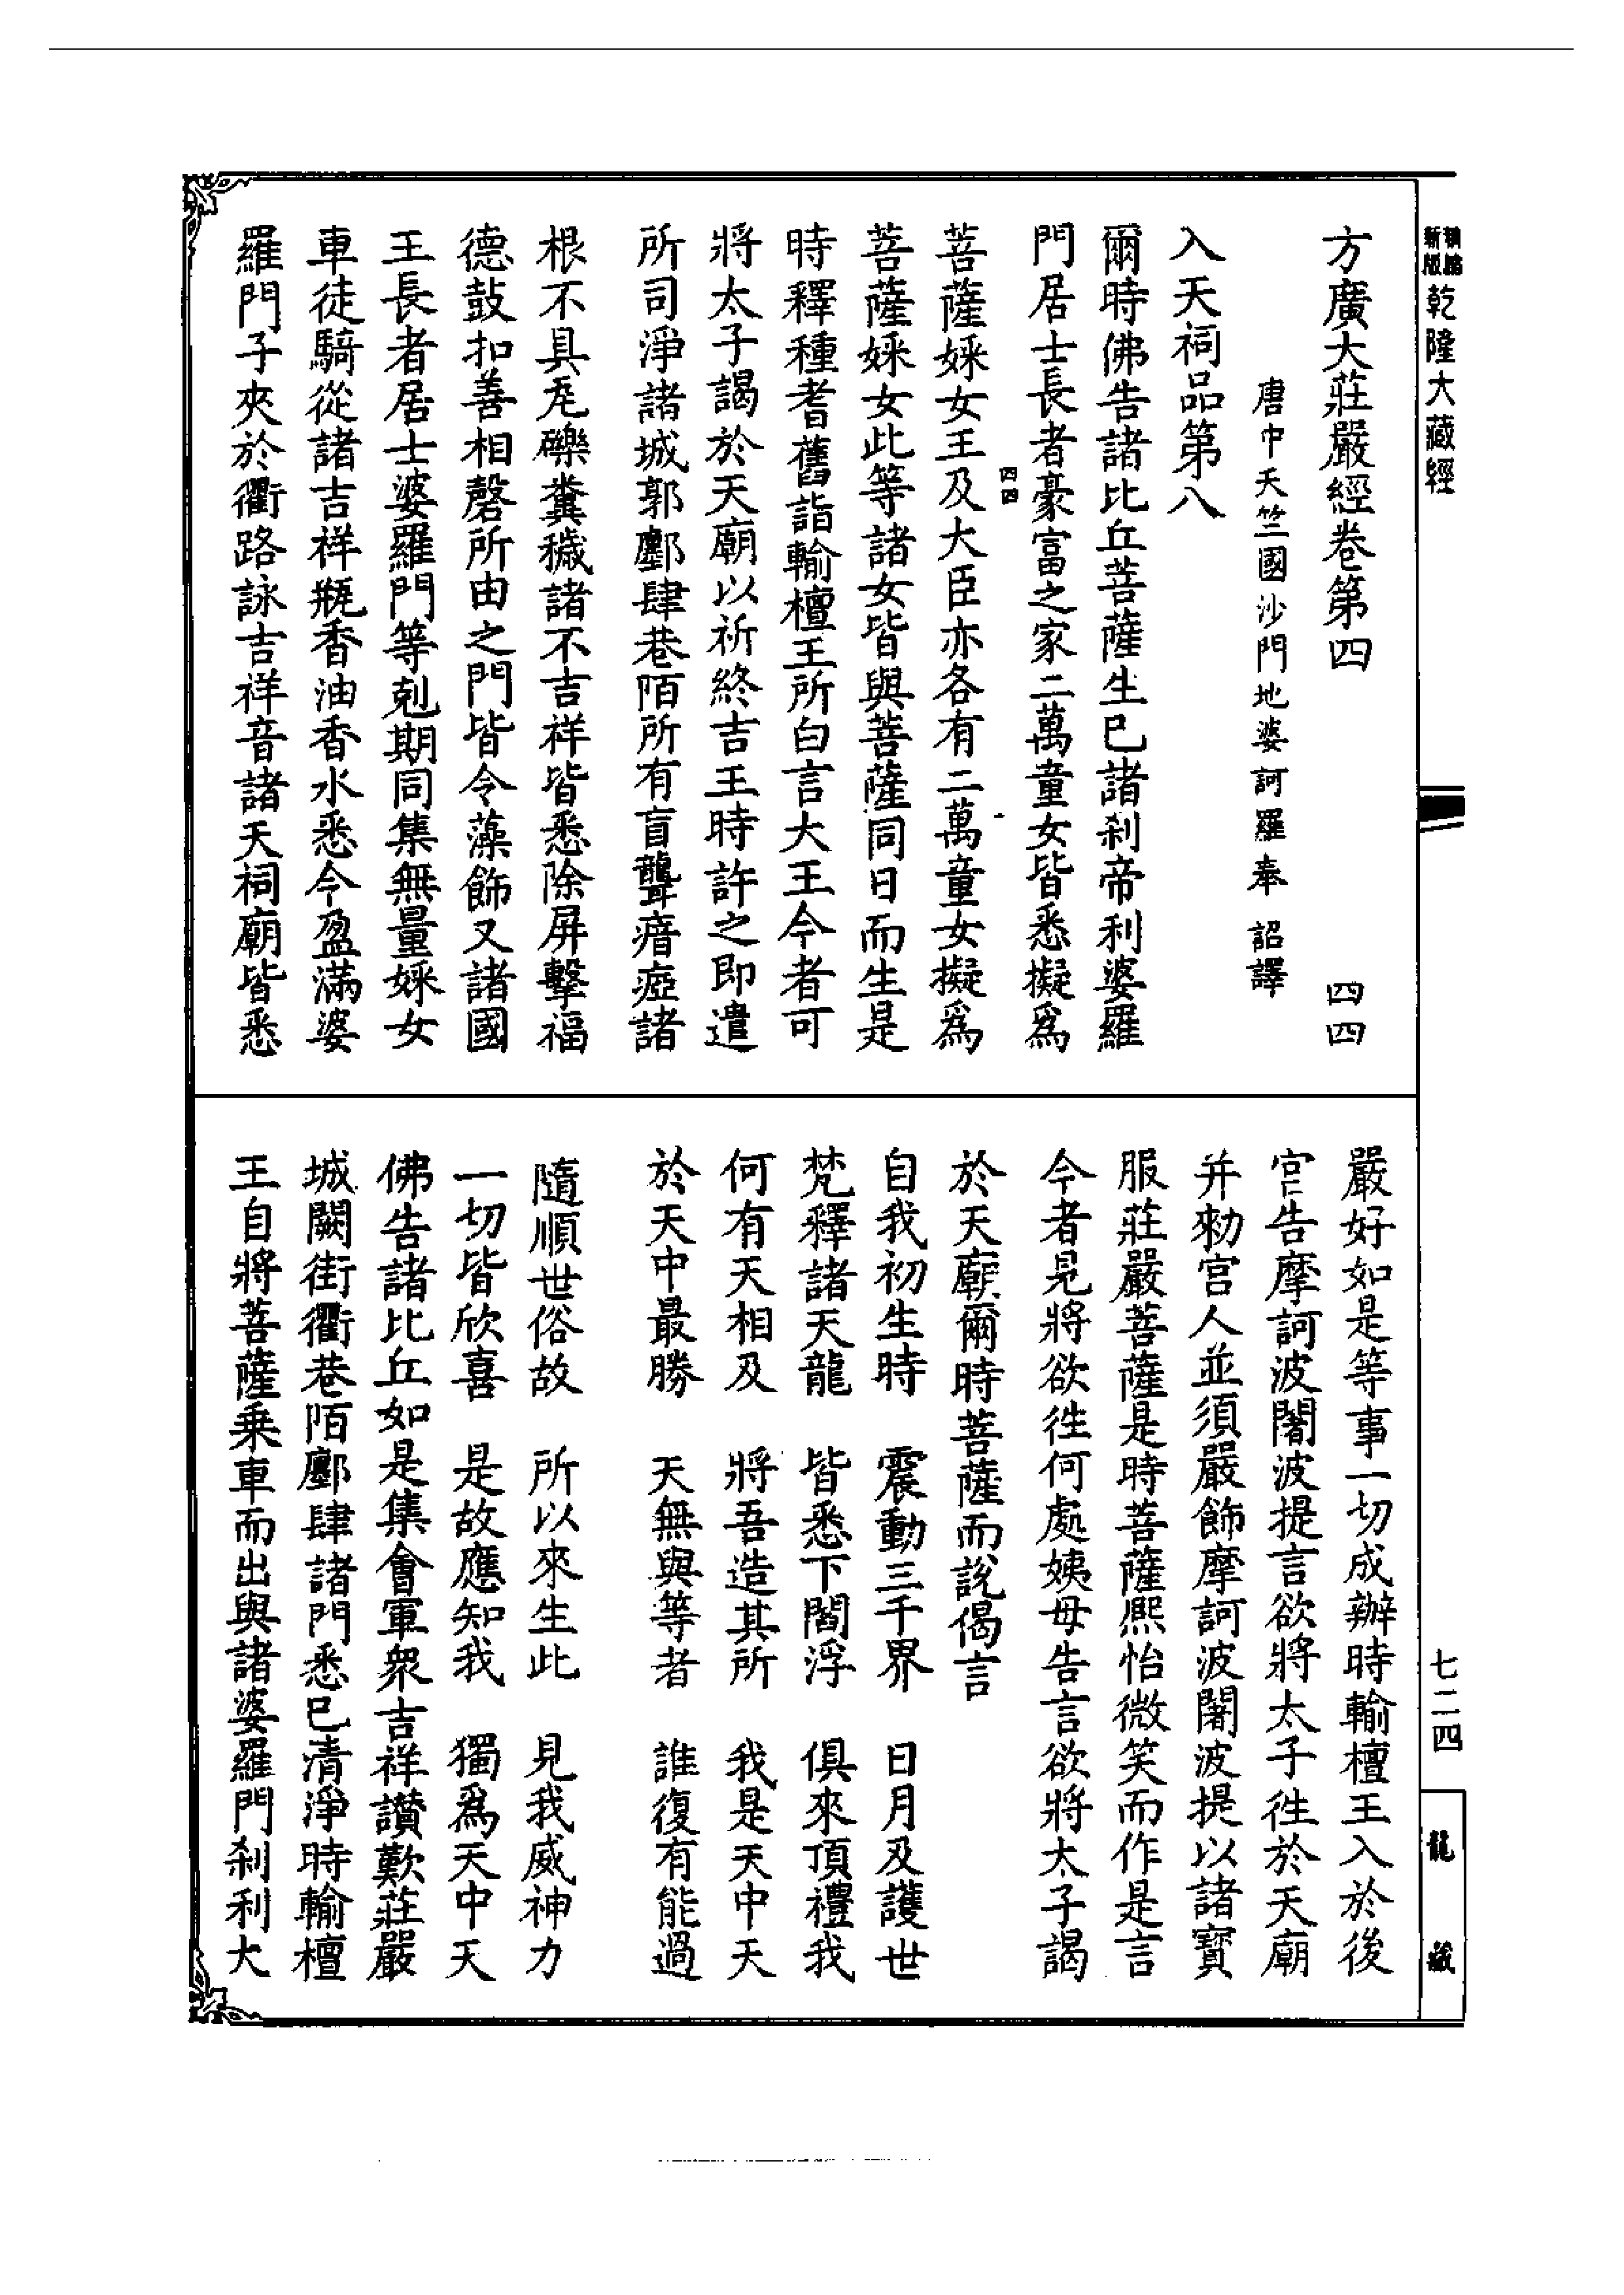 新版精縮乾隆大藏經
七二四
龍藏
方廣大莊嚴經卷第四 四四
唐中天竺國沙門地婆訶羅奉 詔譯
入天祠品第八
爾時佛告諸比丘菩薩生已諸刹帝利婆羅
門居士長者豪富之家二萬童女皆悉擬爲
四四
菩薩婇女王及大臣亦各有二萬童女擬爲
菩薩婇女此等諸女皆與菩薩同日而生是
時釋種耆舊詣輸檀王所白言大王今者可
將太子謁於天廟以祈終吉王時許之即遣
所司淨諸城郭鄽肆巷陌所有盲聾瘖瘂諸
根不具瓦礫糞穢諸不吉祥皆悉除屏擊福
德鼓扣善相磬所由之門皆令藻飾又諸國
王長者居士婆羅門等剋期同集無量婇女
車徒騎從諸吉祥瓶香油香水悉令盈滿婆
羅門子夾於衢路詠吉祥音諸天祠廟皆悉
嚴好如是等事一切成辦時輸檀王入於後
宮告摩訶波闍波提言欲將太子徃於天廟
并勑宮人並須嚴飾摩訶波闍波提以諸寶
服莊嚴菩薩是時菩薩熈怡微笑而作是言
今者見將欲徃何處姨母告言欲將太子謁
於天廟爾時菩薩而說偈言
自我初生時 震動三千界 日月及護世
梵釋諸天龍 皆悉下閻浮 俱來頂禮我
何有天相及 將吾造其所 我是天中天
於天中最勝 天無與等者 誰復有能過
隨順世俗故 所以來生此 見我威神力
一切皆欣喜 是故應知我 獨爲天中天
佛告諸比丘如是集會軍衆吉祥讚歎莊嚴
城闕街衢巷陌鄽肆諸門悉已清淨時輸檀
王自將菩薩乗車而出與諸婆羅門刹利大